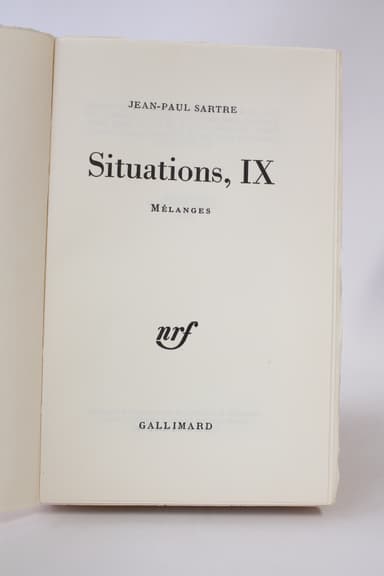 JEAN-PAUL SARTRE
Situations, IX
MÉLANGES
nrf
GALLIMARD